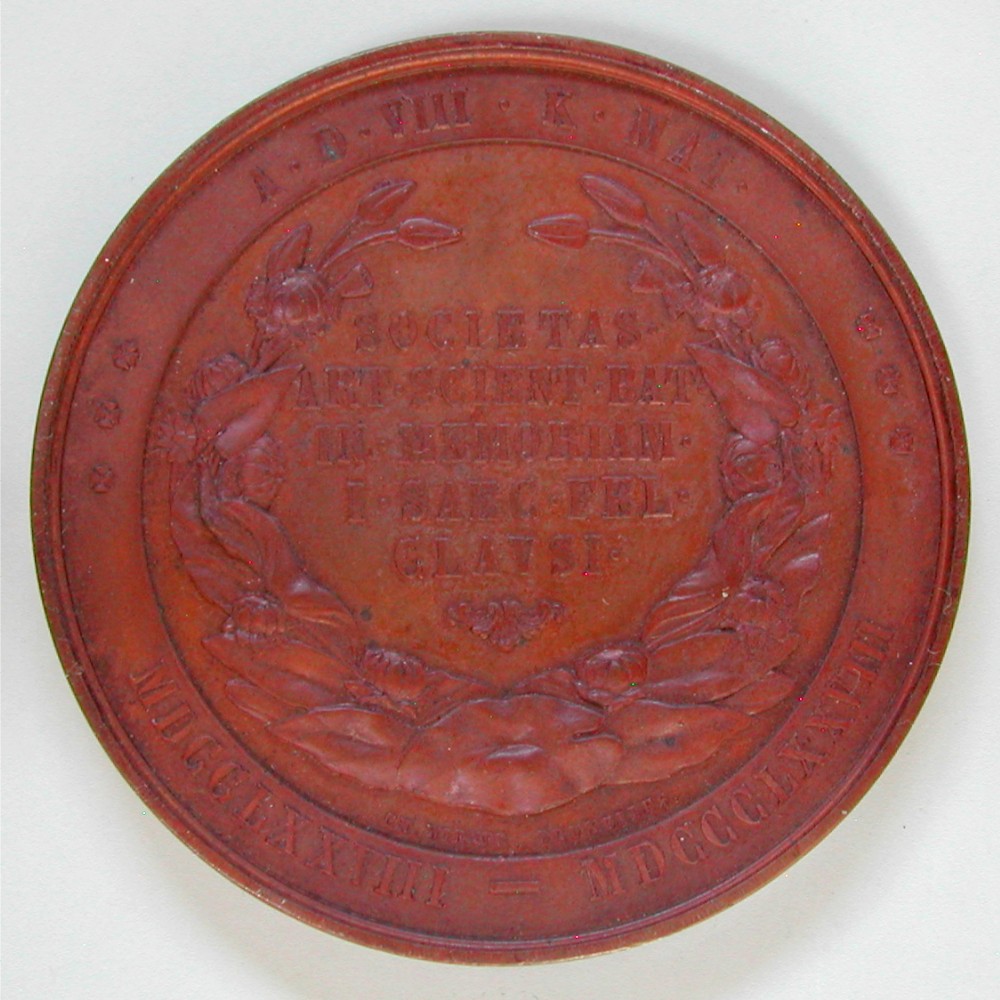 A·D·VIII·K·MAI·
SOCIETAS·
ART·SCIENT·BAT·
IN·MEMORIAM·
I·SAEC·FEL·
CLAVSI·
MDCCLXXVIII — MDCCCLXXVIII